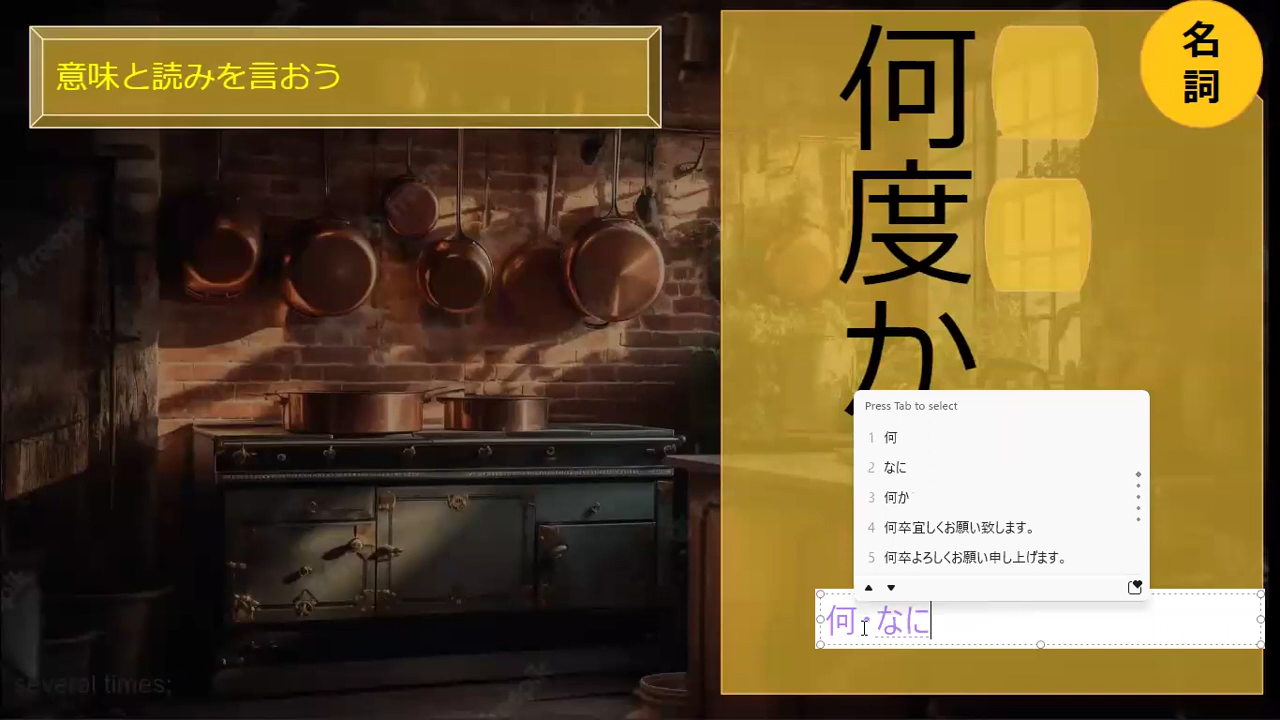 意味と読みを言おう
名詞
何度か
Press Tab to select
1 何
2 なに
3 何か
4 何卒宜しくお願い致します。
5 何卒よろしくお願い申し上げます。
何・なに
several times;